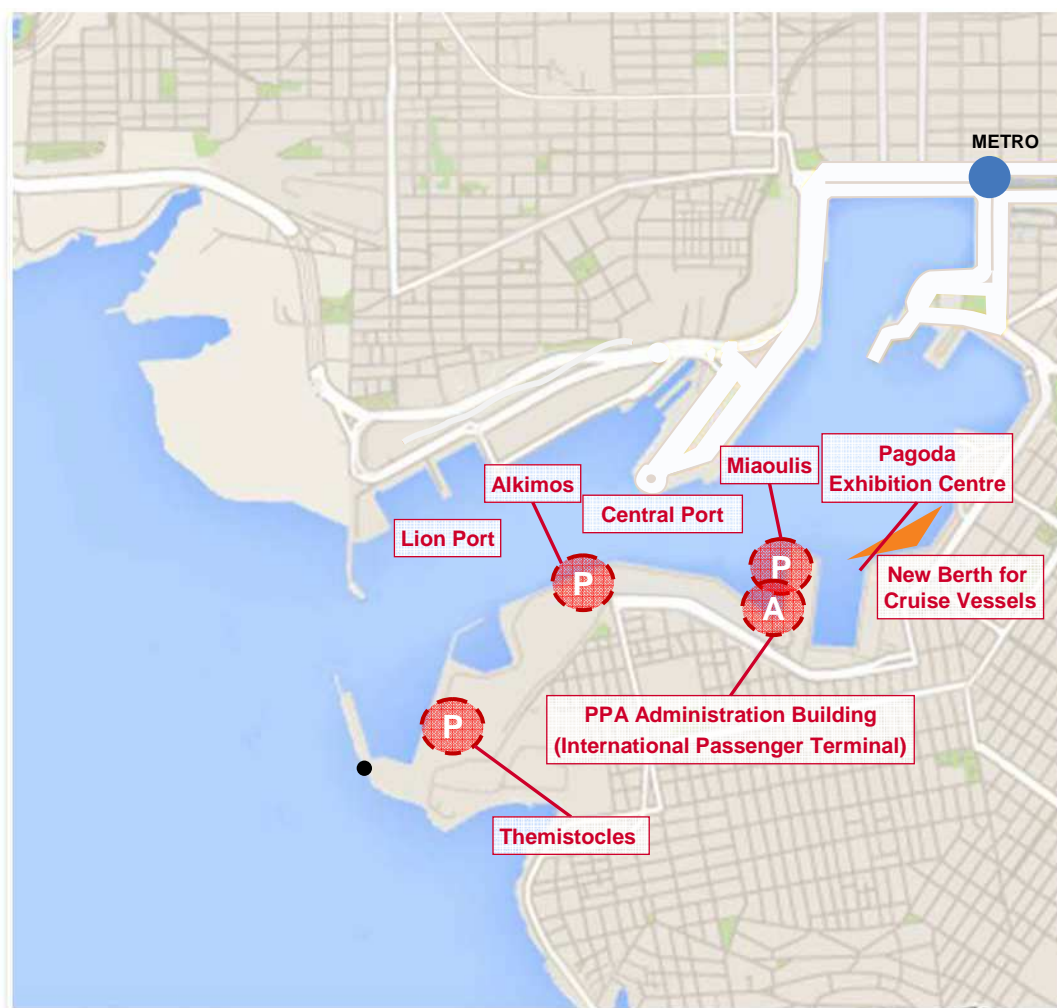 METRO
Pagoda
Exhibition Centre
Miaoulis
Alkimos
Central Port
Lion Port
P
P
A
New Berth for
Cruise Vessels
PPA Administration Building
(International Passenger Terminal)
P
Themistocles